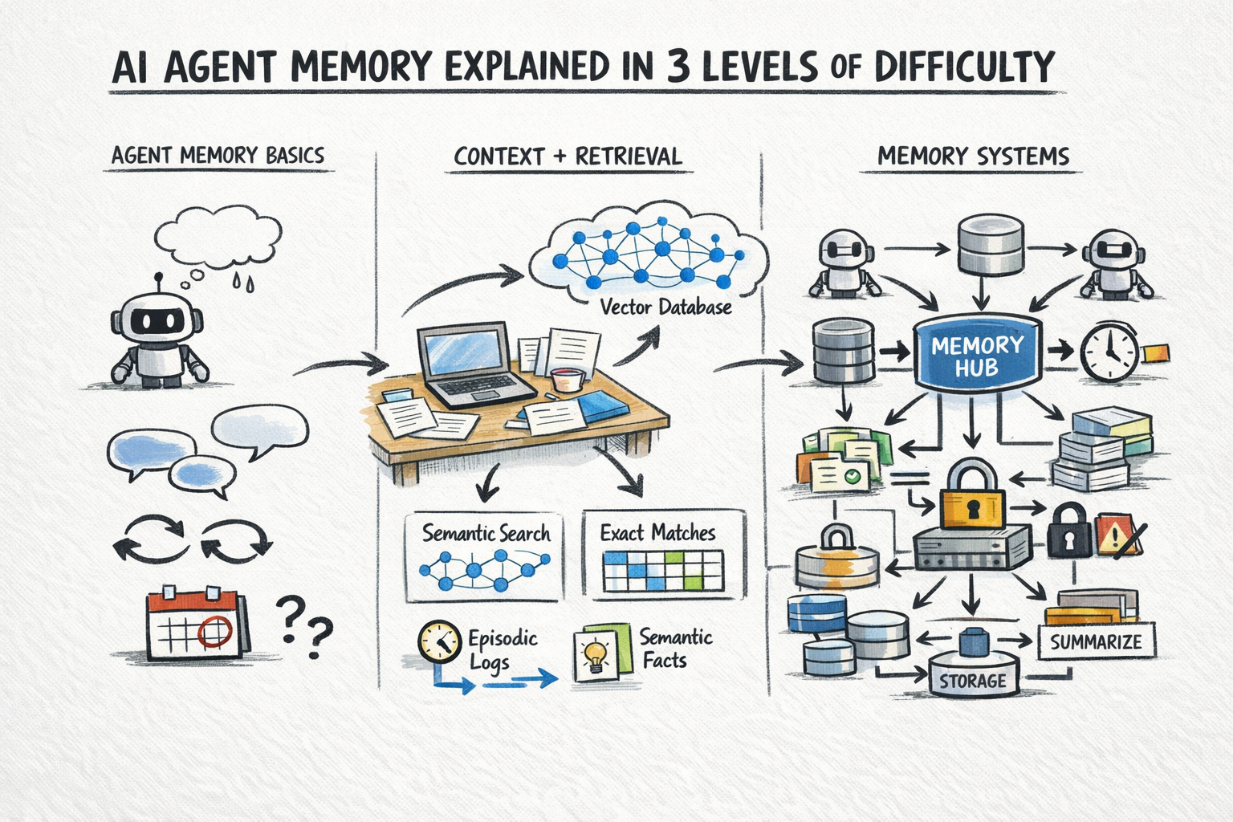 AI AGENT MEMORY EXPLAINED IN 3 LEVELS OF DIFFICULTY
AGENT MEMORY BASICS
??
CONTEXT + RETRIEVAL
Vector Database
Semantic Search
Exact Matches
Episodic
Logs
Semantic
Facts
MEMORY SYSTEMS
MEMORY
HUB
SUMMARIZE
STORAGE